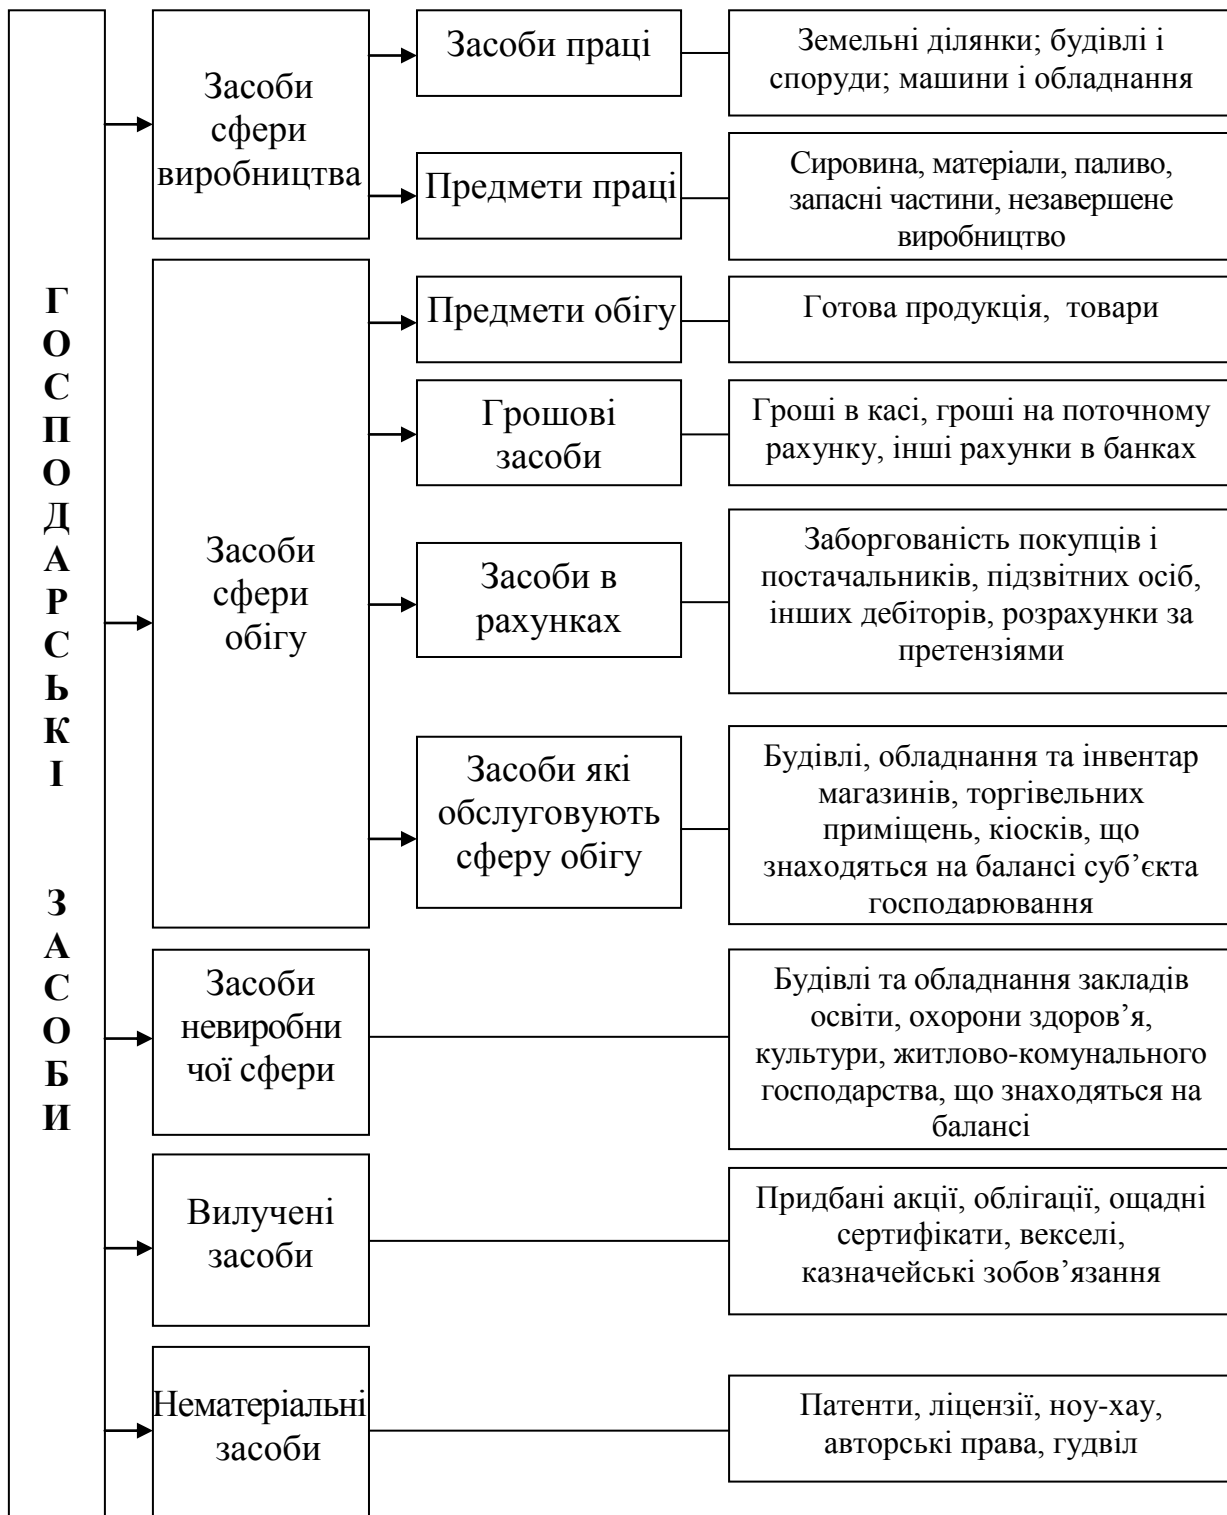 ГОСПОДАРСЬКІ ЗАСОБИ
Засоби
сфери
виробництва
Засоби праці
Земельні ділянки; будівлі і
споруди; машини і обладнання
Предмети праці
Сировина, матеріали, паливо,
запасні частини, незавершене
виробництво
Засоби
сфери
обігу
Предмети обігу
Готова продукція, товари
Грошові
засоби
Гроші в касі, гроші на поточному
рахунку, інші рахунки в банках
Засоби в
рахунках
Заборгованість покупців і
постачальників, підзвітних осіб,
інших дебіторів, розрахунки за
претензіями
Засоби які
обслуговують
сферу обігу
Будівлі, обладнання та інвентар
магазинів, торгівельних
приміщень, кіосків, що
знаходяться на балансі суб’єкта
господарювання
Засоби
невиробни
чої сфери
Будівлі та обладнання закладів
освіти, охорони здоров’я,
культури, житлово-комунального
господарства, що знаходяться на
балансі
Вилучені
засоби
Придбані акції, облігації, ощадні
сертифікати, векселі,
казначейські зобов’язання
Нематеріальні
засоби
Патенти, ліцензії, ноу-хау,
авторські права, гудвіл